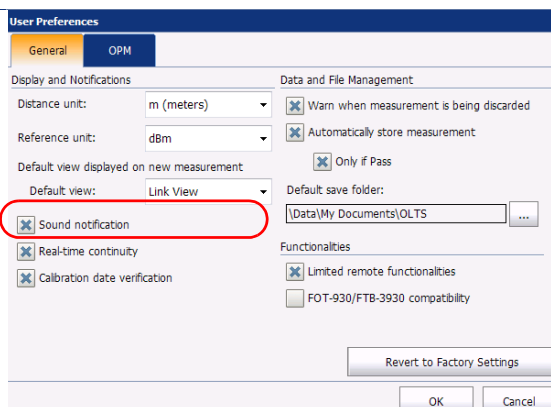 User Preferences
General
OPM
Display and Notifications
Distance unit:
m (meters)
Reference unit:
dBm
Default view displayed on new measurement
Default view:
Link View
Sound notification
Real-time continuity
Calibration date verification
Data and File Management
Warn when measurement is being discarded
Automatically store measurement
Only if Pass
Default save folder:
\Data\My Documents\OLTS
...
Functionalities
Limited remote functionalities
FOT-930/FTB-3930 compatibility
Revert to Factory Settings
OK
Cancel